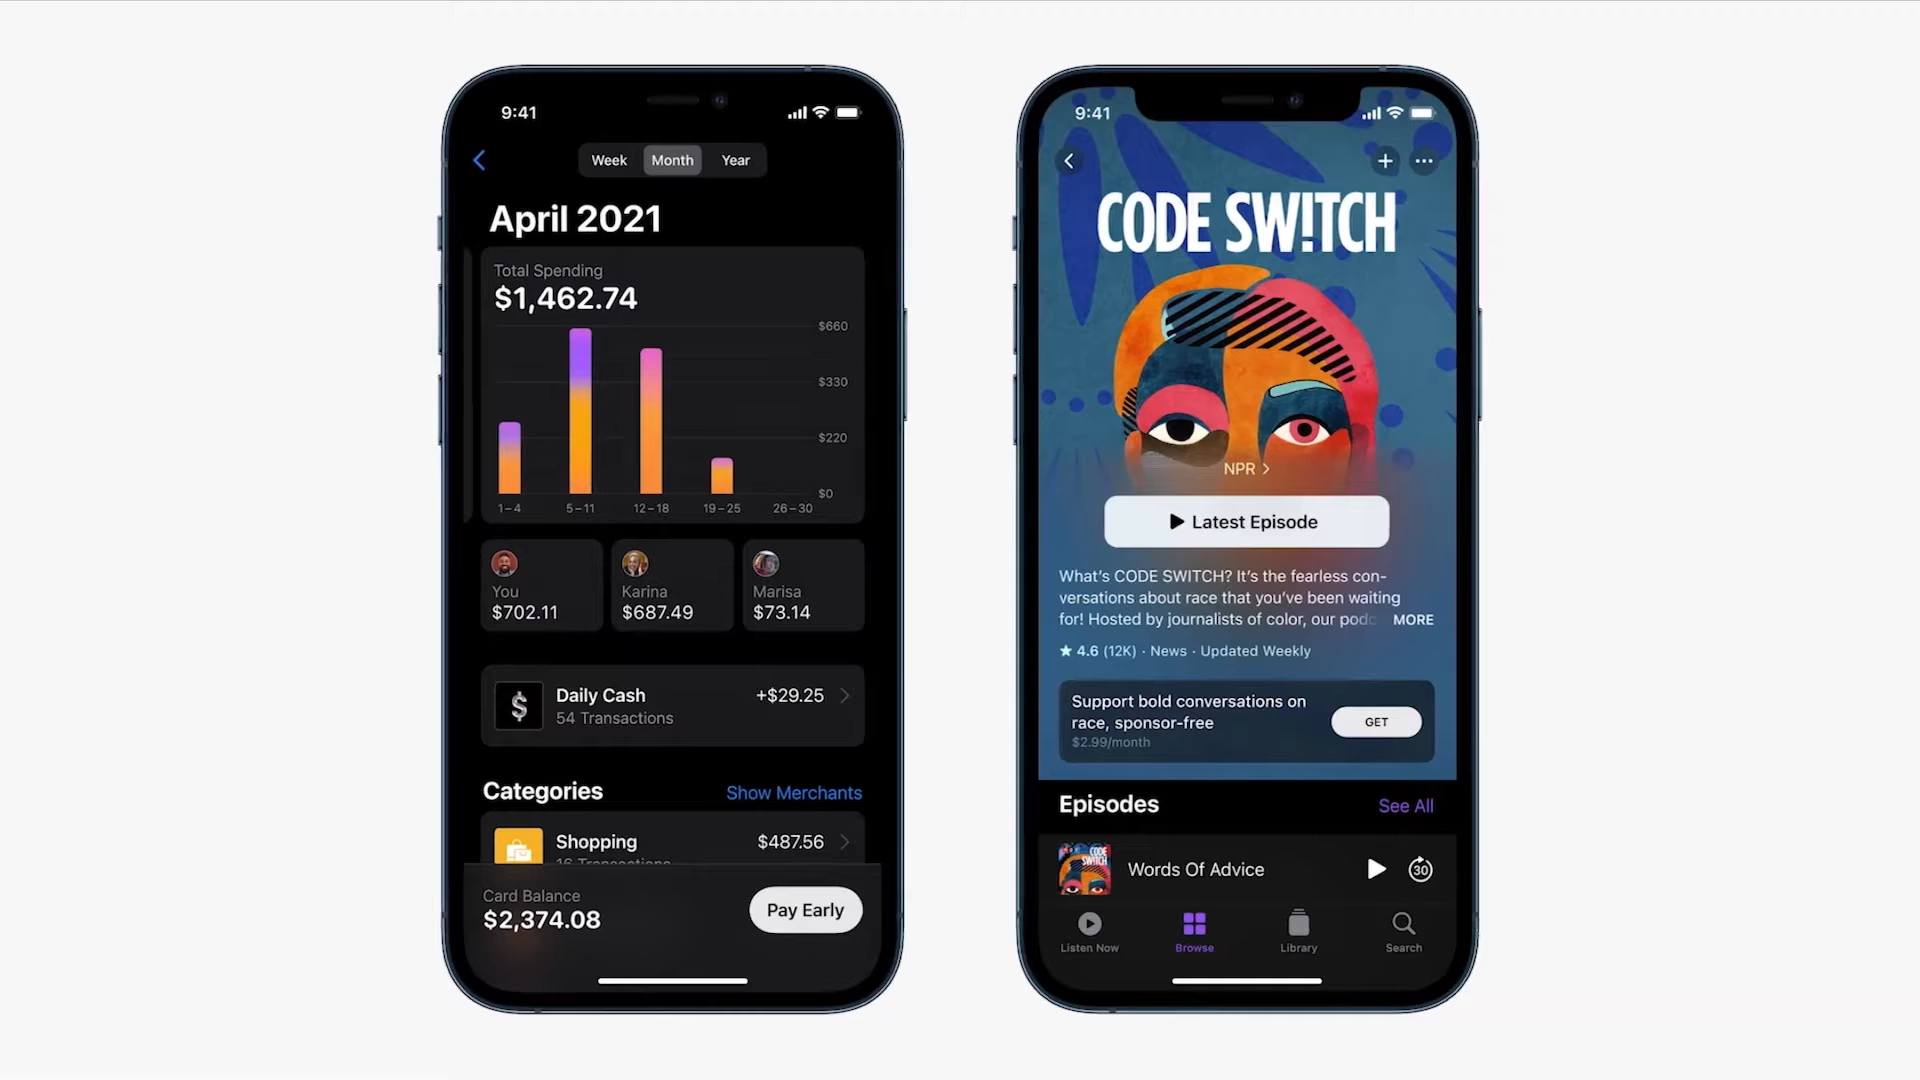 9:41
Week Month Year
April 2021
Total Spending
$1,462.74
$660
$330
$220
$0
1–4 5–11 12–18 19–25 26–30
You
$702.11
Karina
$687.49
Marisa
$73.14
Daily Cash
54 Transactions
+$29.25
Categories
Show Merchants
Shopping
$487.56
16 Transactions
Card Balance
$2,374.08
Pay Early
9:41
CODE SW!TCH
NPR
Latest Episode
What's CODE SWITCH? It's the fearless con-
versations about race that you've been waiting
for! Hosted by journalists of color, our podc MORE
4.6 (12K) · News · Updated Weekly
Support bold conversations on
race, sponsor-free
$2.99/month
GET
Episodes
See All
CODE
SW!TCH
Words Of Advice
30
Listen Now Browse Library Search